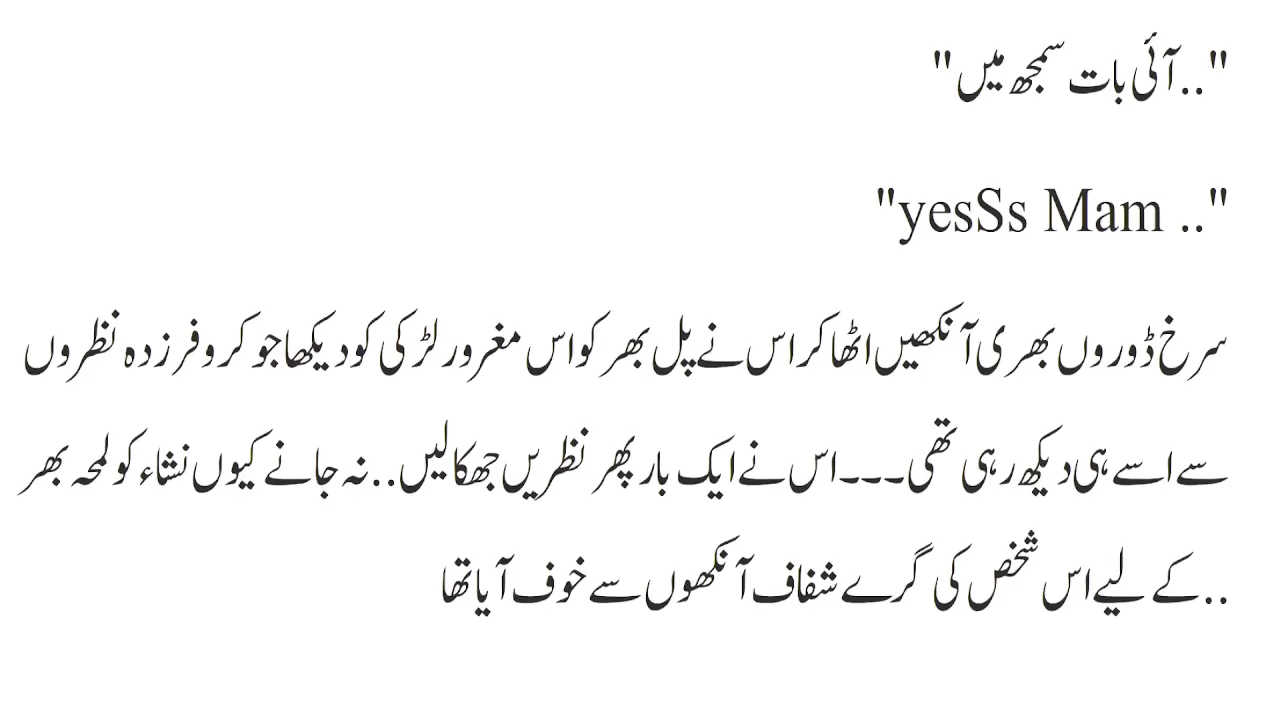 "..آئی بات سمجھ میں"
"yesSs Mam .."
سرخ ڈوروں بھری آنکھیں اٹھا کر اس نے پل بھر کو اس مغرور لڑکی کو دیکھا جو کروفر زدہ نظروں
سے اسے ہی دیکھ رہی تھی۔۔۔اس نے ایک بار پھر نظریں جھکا لیں..نہ جانے کیوں نشاء کو لمحہ بھر
..کے لیے اس شخص کی گرے شفاف آنکھوں سے خوف آیا تھا